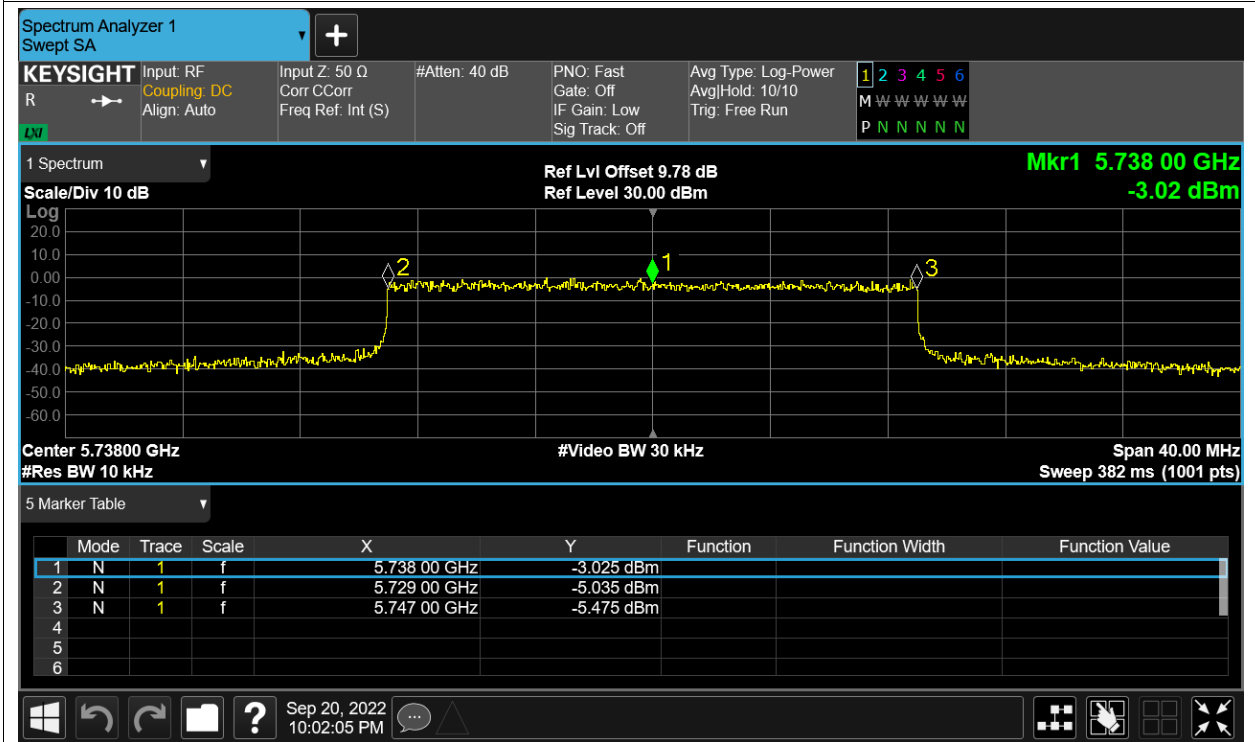 Spectrum Analyzer 1
Swept SA
+
KEYSIGHT
R
LXI
Input: RF
Coupling: DC
Align: Auto
Input Z: 50 Ω
Corr CCorr
Freq Ref: Int (S)
#Atten: 40 dB
PNO: Fast
Gate: Off
IF Gain: Low
Sig Track: Off
Avg Type: Log-Power
Avg|Hold: 10/10
Trig: Free Run
1 2 3 4 5 6
M W W W W W
P N N N N N
1 Spectrum
Scale/Div 10 dB
Ref Lvl Offset 9.78 dB
Ref Level 30.00 dBm
Mkr1 5.738 00 GHz
-3.02 dBm
Log
20.0
10.0
0.00
-10.0
-20.0
-30.0
-40.0
-50.0
-60.0
2
1
3
Center 5.73800 GHz
#Res BW 10 kHz
#Video BW 30 kHz
Span 40.00 MHz
Sweep 382 ms (1001 pts)
5 Marker Table
Mode Trace Scale X Y Function Function Width Function Value
1 N 1 f 5.738 00 GHz -3.025 dBm
2 N 1 f 5.729 00 GHz -5.035 dBm
3 N 1 f 5.747 00 GHz -5.475 dBm
4
5
6
?
Sep 20, 2022
10:02:05 PM